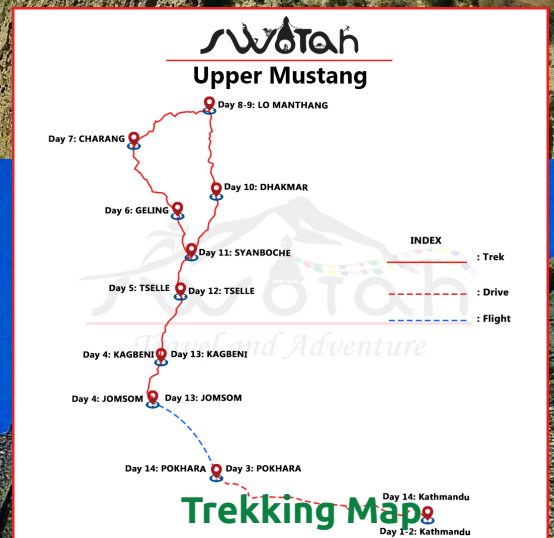 swotah
Upper Mustang
Day 8-9: LO MANTHANG
Day 7: CHARANG
Day 10: DHAKMAR
Day 6: GELING
INDEX
Day 11: SYANBOCHE
: Trek
Day 5: TSELLE
Day 12: TSELLE
: Drive
swotah
: Flight
Travel and Adventure
Day 4: KAGBENI
Day 13: KAGBENI
Day 4: JOMSOM
Day 13: JOMSOM
Day 14: POKHARA
Day 3: POKHARA
Day 14: Kathmandu
Trekking Map
Day 1-2: Kathmandu